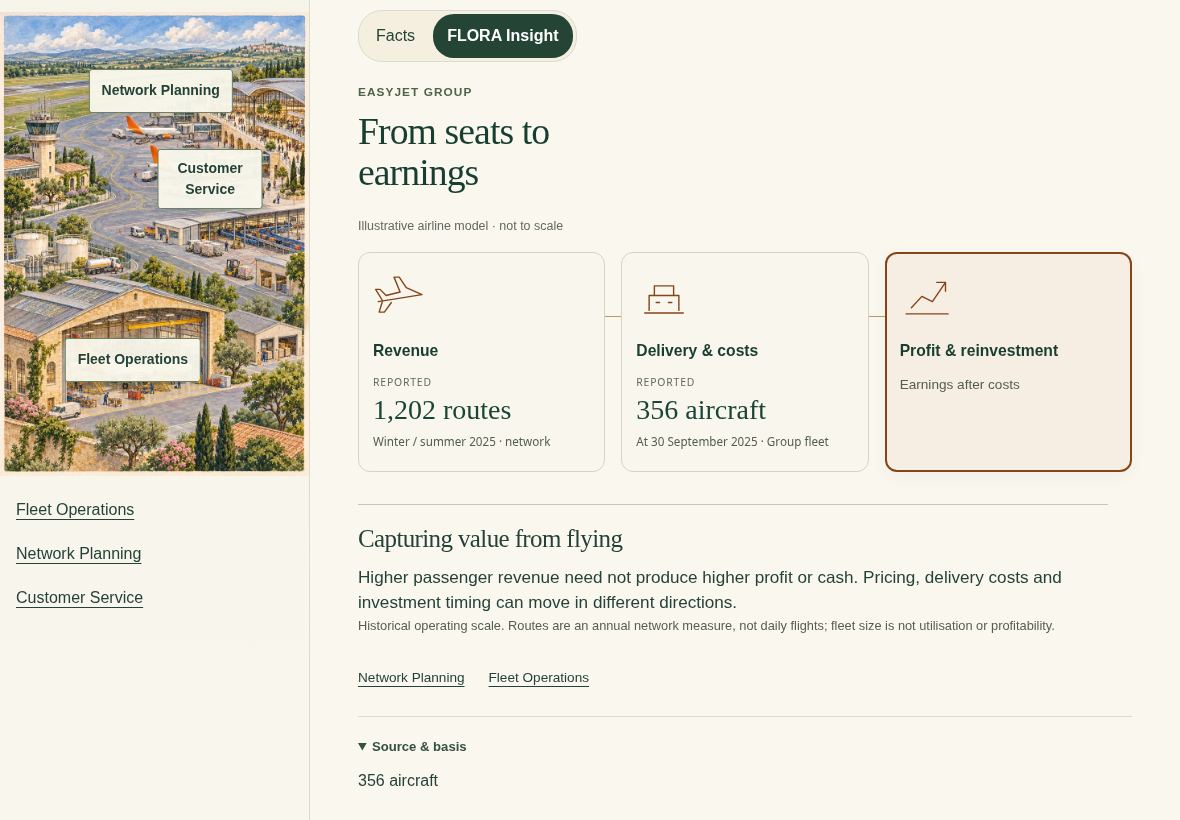 Network Planning
Customer
Service
Fleet Operations
Fleet Operations
Network Planning
Customer Service
Facts
FLORA Insight
EASYJET GROUP
From seats to
earnings
Illustrative airline model · not to scale
Revenue
REPORTED
1,202 routes
Winter / summer 2025 · network
Delivery & costs
REPORTED
356 aircraft
At 30 September 2025 · Group fleet
Profit & reinvestment
Earnings after costs
Capturing value from flying
Higher passenger revenue need not produce higher profit or cash. Pricing, delivery costs and
investment timing can move in different directions.
Historical operating scale. Routes are an annual network measure, not daily flights; fleet size is not utilisation or profitability.
Network Planning
Fleet Operations
Source & basis
356 aircraft